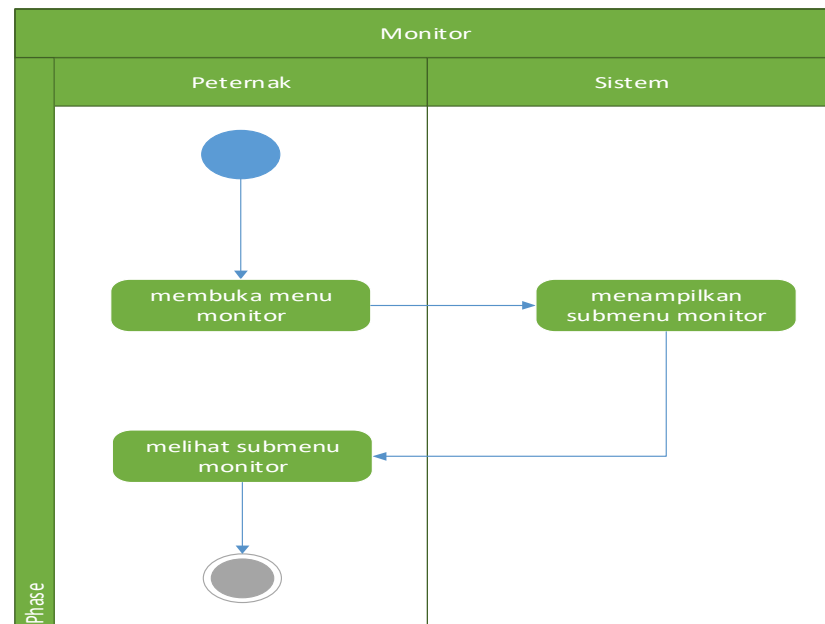 Monitor
Peternak
Sistem
membuka menu
monitor
menampilkan
submenu monitor
melihat submenu
monitor
Phase